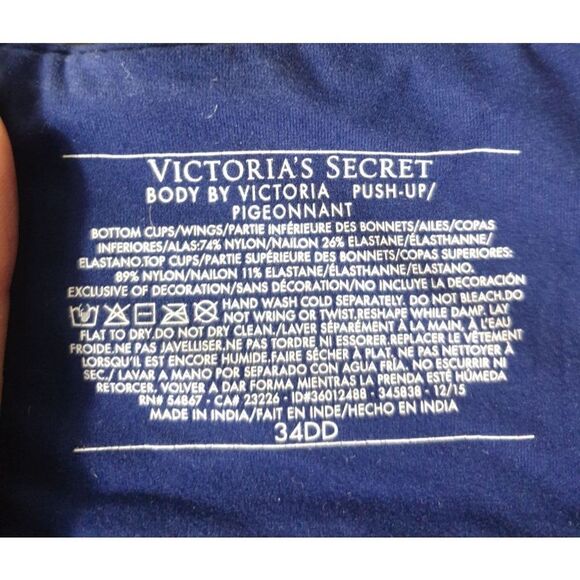 VICTORIA'S SECRET
BODY BY VICTORIA PUSH-UP/
PIGEONNANT
BOTTOM CUPS/WINGS/PARTIE INFÉRIEURE DES BONNETS/AILES/COPAS
INFERIORES/ALAS:74% NYLON/NAILON 26% ELASTANE/ÉLASTHANNE/
ELASTANO.TOP CUPS/PARTIE SUPÉRIEURE DES BONNETS/COPAS SUPERIORES:
89% NYLON/NAILON 11% ELASTANE/ÉLASTHANNE/ELASTANO.
EXCLUSIVE OF DECORATION/SANS DÉCORATION/NO INCLUYE LA DECORACIÓN
HAND WASH COLD SEPARATELY. DO NOT BLEACH.DO
NOT WRING OR TWIST.RESHAPE WHILE DAMP. LAY
FLAT TO DRY.DO NOT DRY CLEAN./LAVER SÉPARÉMENT À LA MAIN, À L'EAU
FROIDE.NE PAS JAVELLISER.NE PAS TORDRE NI ESSORER.REPLACER LE VÊTEMENT
LORSQU'IL EST ENCORE HUMIDE.FAIRE SÉCHER À PLAT. NE PAS NETTOYER À
SEC./ LAVAR A MANO POR SEPARADO CON AGUA FRÍA. NO ESCURRIR NI
RETORCER. VOLVER A DAR FORMA MIENTRAS LA PRENDA ESTÉ HÚMEDA
RN# 54867 - CA# 23226 - ID#36012488 - 345838 - 12/15
MADE IN INDIA/FAIT EN INDE/HECHO EN INDIA
34DD